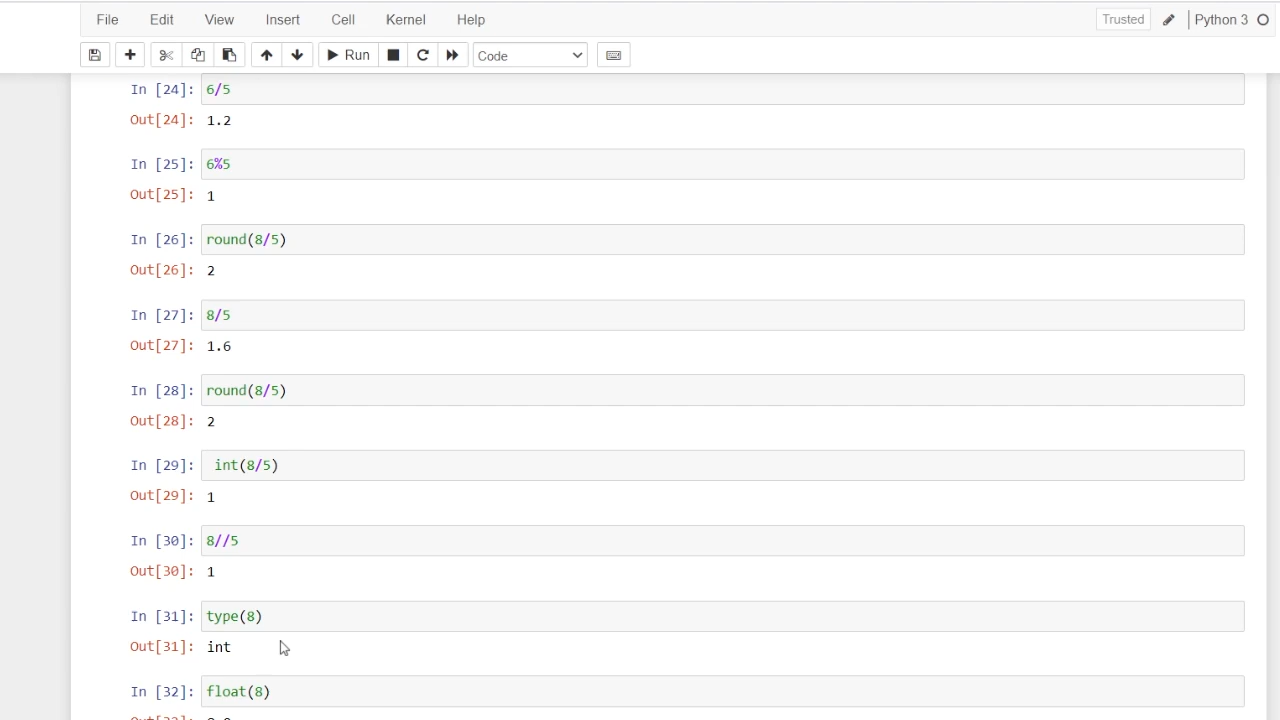 File Edit View Insert Cell Kernel Help Trusted Python 3
Run Code
In [24]: 6/5
Out[24]: 1.2
In [25]: 6%5
Out[25]: 1
In [26]: round(8/5)
Out[26]: 2
In [27]: 8/5
Out[27]: 1.6
In [28]: round(8/5)
Out[28]: 2
In [29]: int(8/5)
Out[29]: 1
In [30]: 8//5
Out[30]: 1
In [31]: type(8)
Out[31]: int
In [32]: float(8)